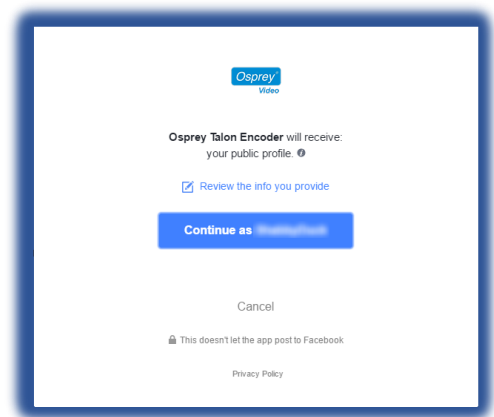 Osprey
Video
Osprey Talon Encoder will receive:
your public profile.
Review the info you provide
Continue as
Cancel
This doesn't let the app post to Facebook
Privacy Policy